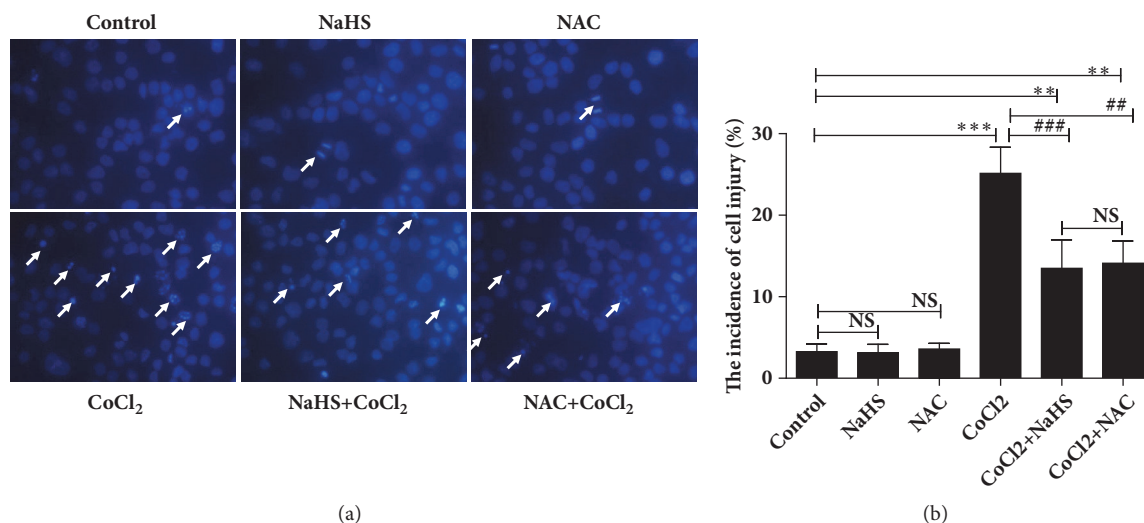 Control NaHS NAC
CoCl₂ NaHS+CoCl₂ NAC+CoCl₂
(a)
The incidence of cell injury (%)
30
20
10
0
**
**
##
***
###
NS
NS
NS
Control
NaHS
NAC
CoCl2
CoCl2+NaHS
CoCl2+NAC
(b)